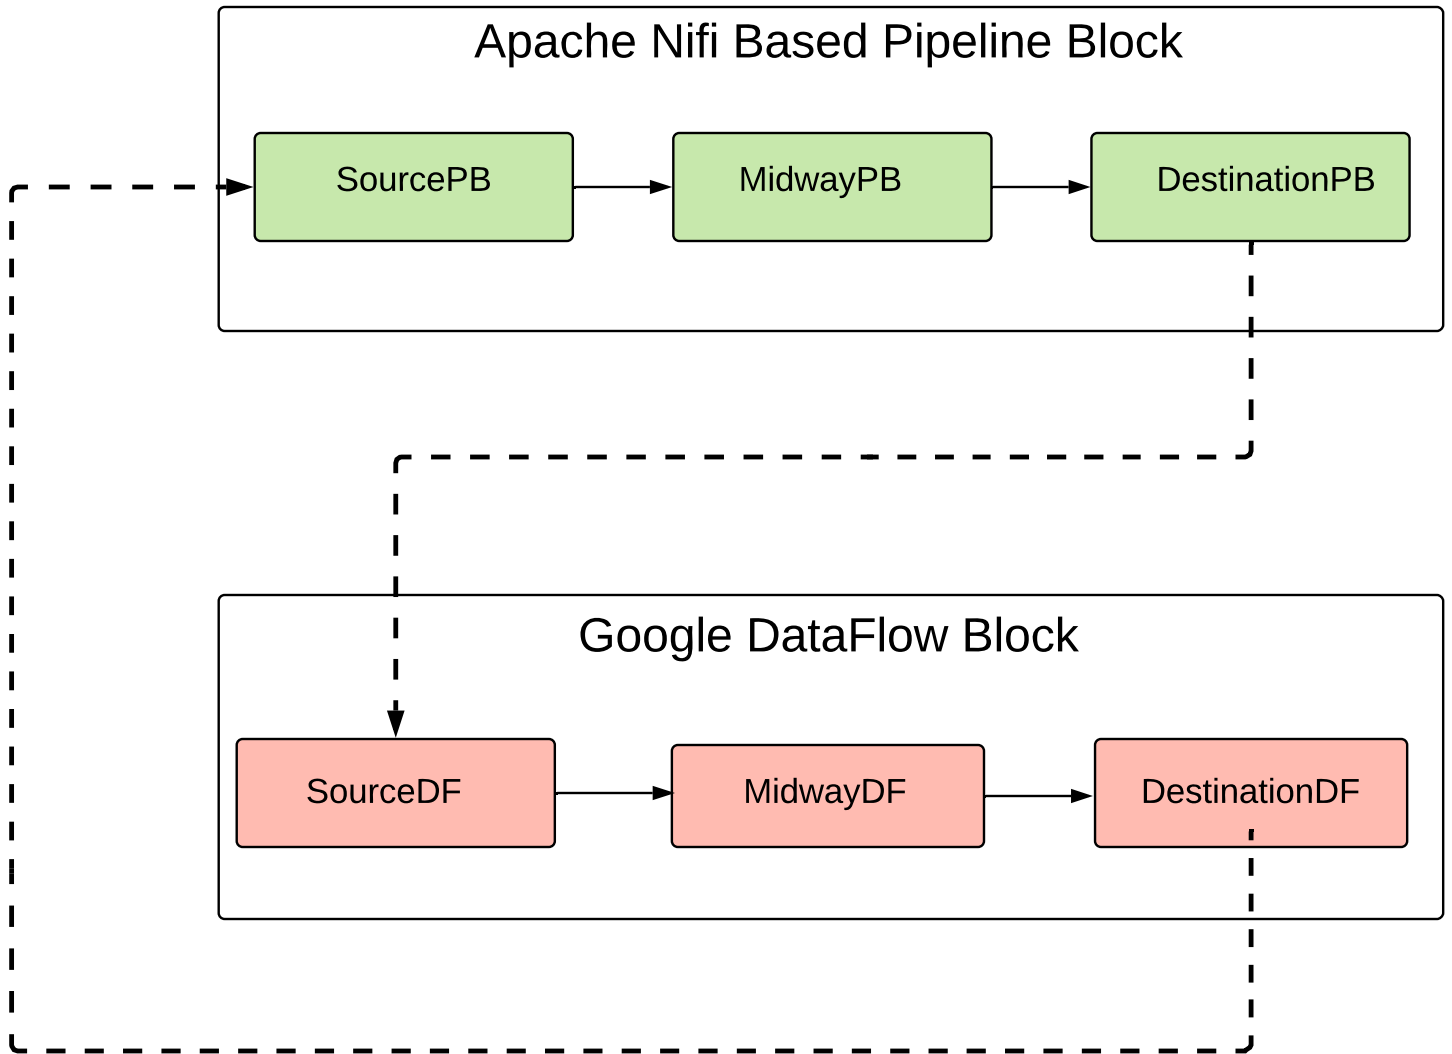 Apache Nifi Based Pipeline Block
SourcePB
MidwayPB
DestinationPB
Google DataFlow Block
SourceDF
MidwayDF
DestinationDF